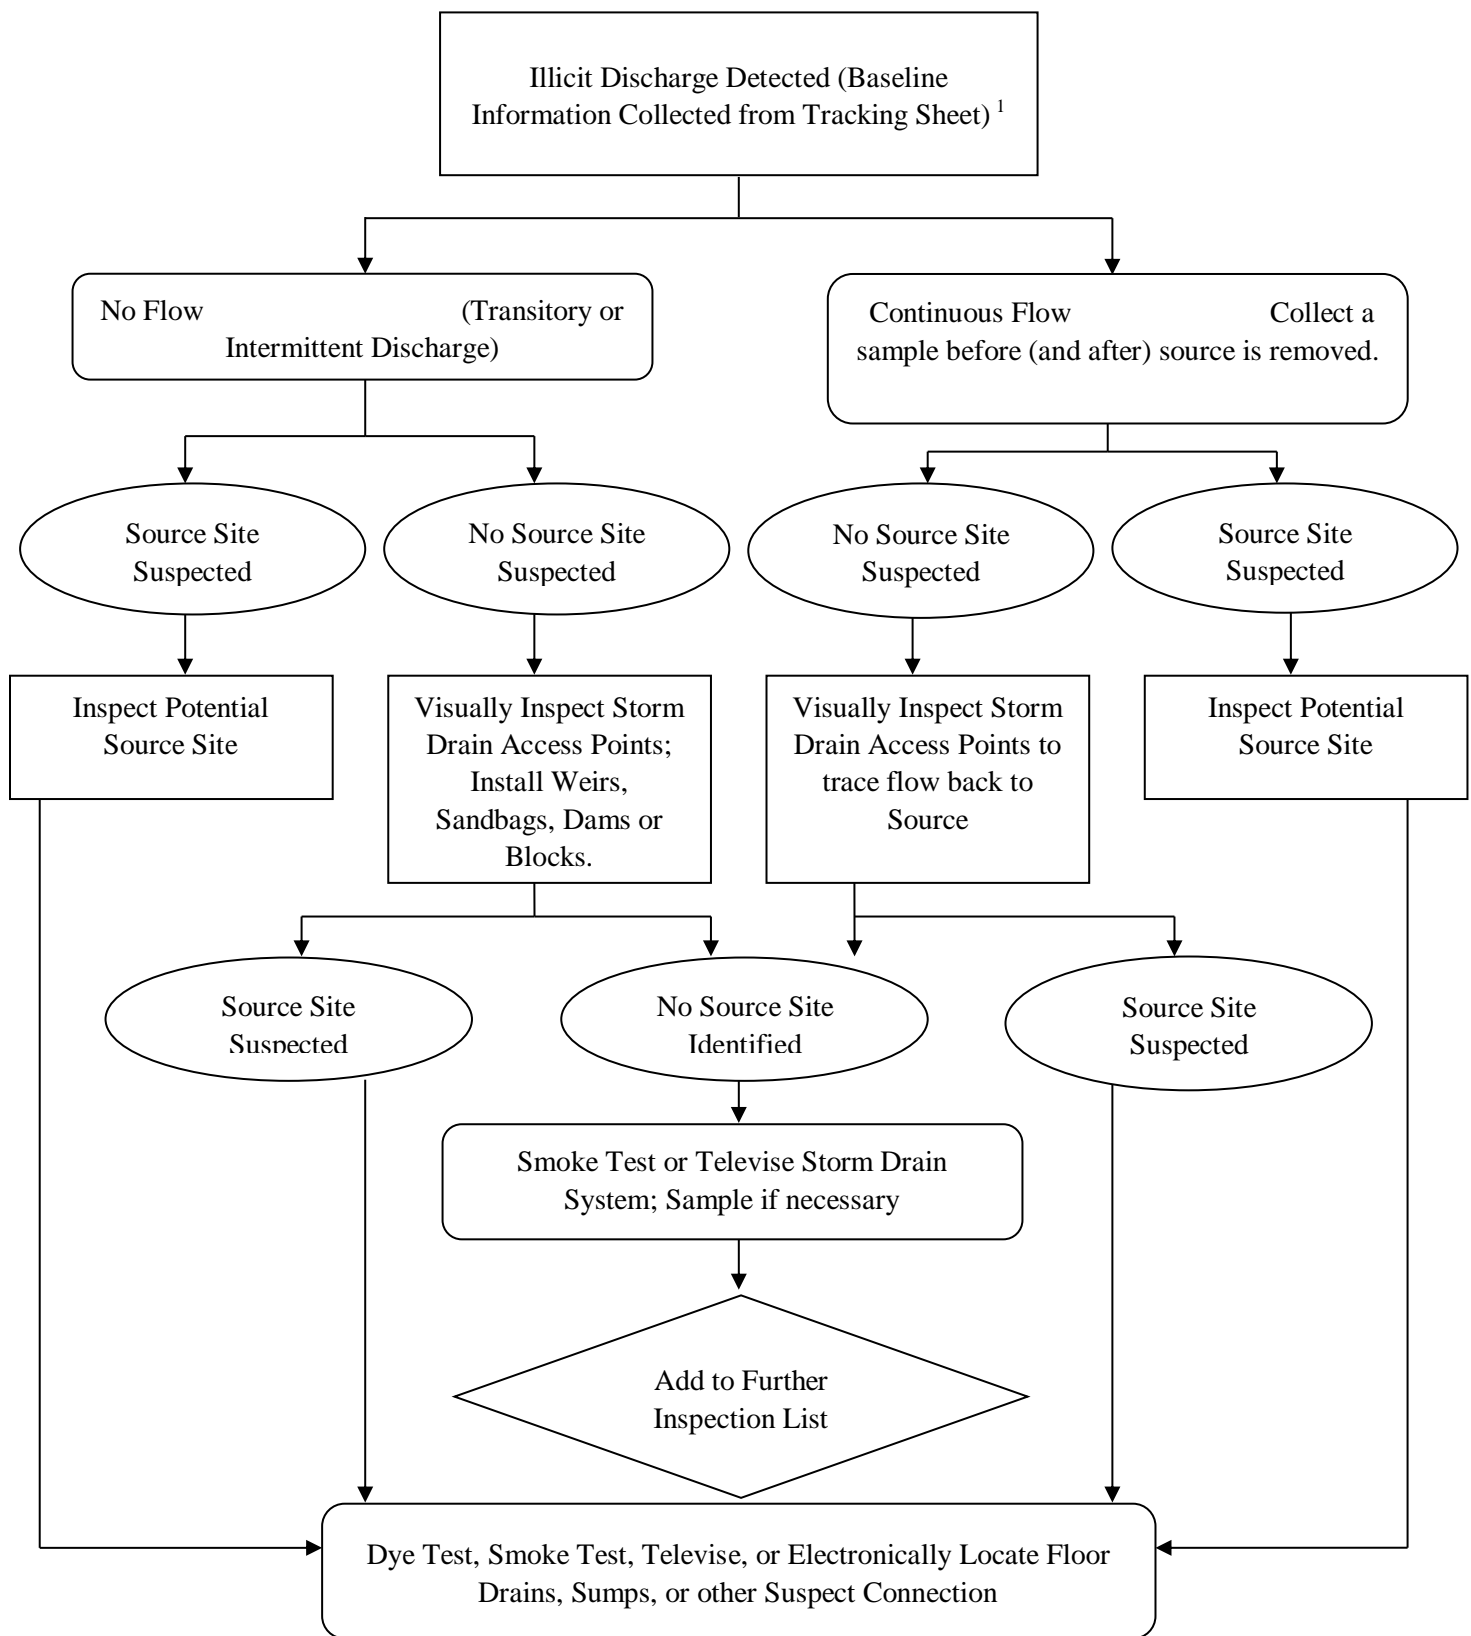 Illicit Discharge Detected (Baseline
Information Collected from Tracking Sheet) 1
No Flow (Transitory or
Intermittent Discharge)
Continuous Flow Collect a
sample before (and after) source is removed.
Source Site
Suspected
No Source Site
Suspected
No Source Site
Suspected
Source Site
Suspected
Inspect Potential
Source Site
Visually Inspect Storm
Drain Access Points;
Install Weirs,
Sandbags, Dams or
Blocks.
Visually Inspect Storm
Drain Access Points to
trace flow back to
Source
Inspect Potential
Source Site
Source Site
Suspected
No Source Site
Identified
Source Site
Suspected
Smoke Test or Televise Storm Drain
System; Sample if necessary
Add to Further
Inspection List
Dye Test, Smoke Test, Televise, or Electronically Locate Floor
Drains, Sumps, or other Suspect Connection